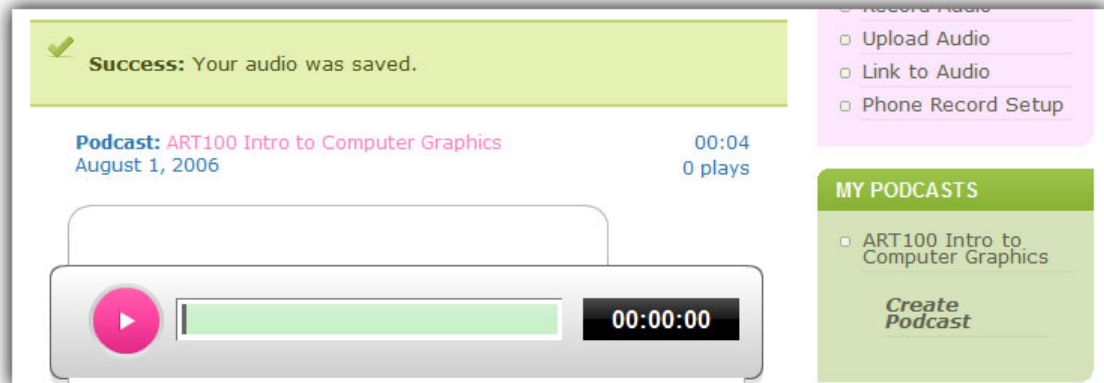 Success: Your audio was saved.
Podcast: ART100 Intro to Computer Graphics
00:04
August 1, 2006
0 plays
00:00:00
Record Audio
Upload Audio
Link to Audio
Phone Record Setup
MY PODCASTS
ART100 Intro to
Computer Graphics
Create
Podcast